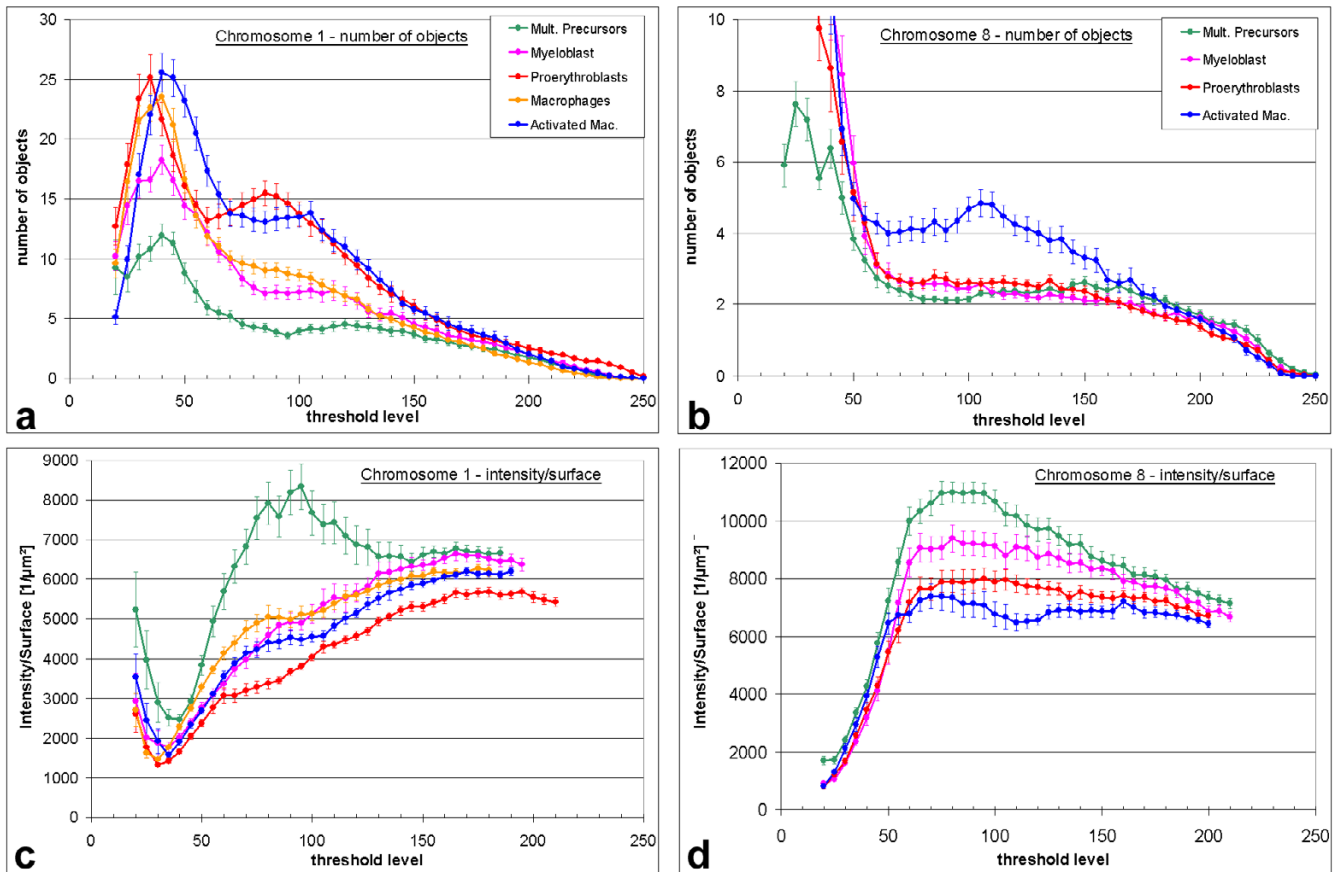 Chromosome 1 - number of objects
Mult. Precursors
Myeloblast
Proerythroblasts
Macrophages
Activated Mac.
number of objects
30
25
20
15
10
5
0
0 50 100 150 200 250
threshold level
a
Chromosome 8 - number of objects
Mult. Precursors
Myeloblast
Proerythroblasts
Activated Mac.
number of objects
10
8
6
4
2
0
0 50 100 150 200 250
threshold level
b
Chromosome 1 - intensity/surface
Intensity/Surface [1/µm²]
9000
8000
7000
6000
5000
4000
3000
2000
1000
0
0 50 100 150 200 250
threshold level
c
Chromosome 8 - intensity/surface
Intensity/Surface [1/µm²]
12000
10000
8000
6000
4000
2000
0
0 50 100 150 200 250
threshold level
d